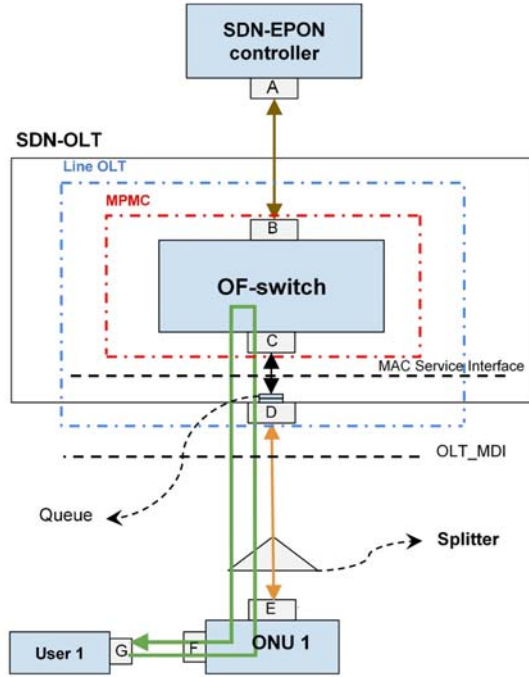 SDN-EPON
controller
A
SDN-OLT
Line OLT
MPMC
B
OF-switch
C
MAC Service Interface
D
OLT_MDI
Queue
Splitter
E
User 1
G
F
ONU 1